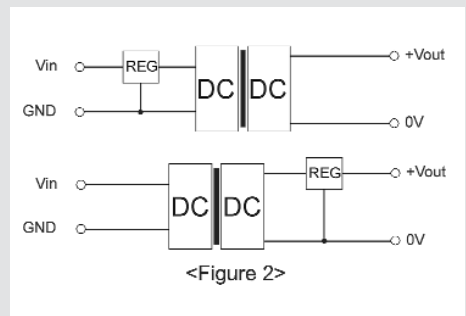 Vin REG DC DC +Vout
GND 0V
Vin DC DC REG +Vout
GND 0V
<Figure 2>